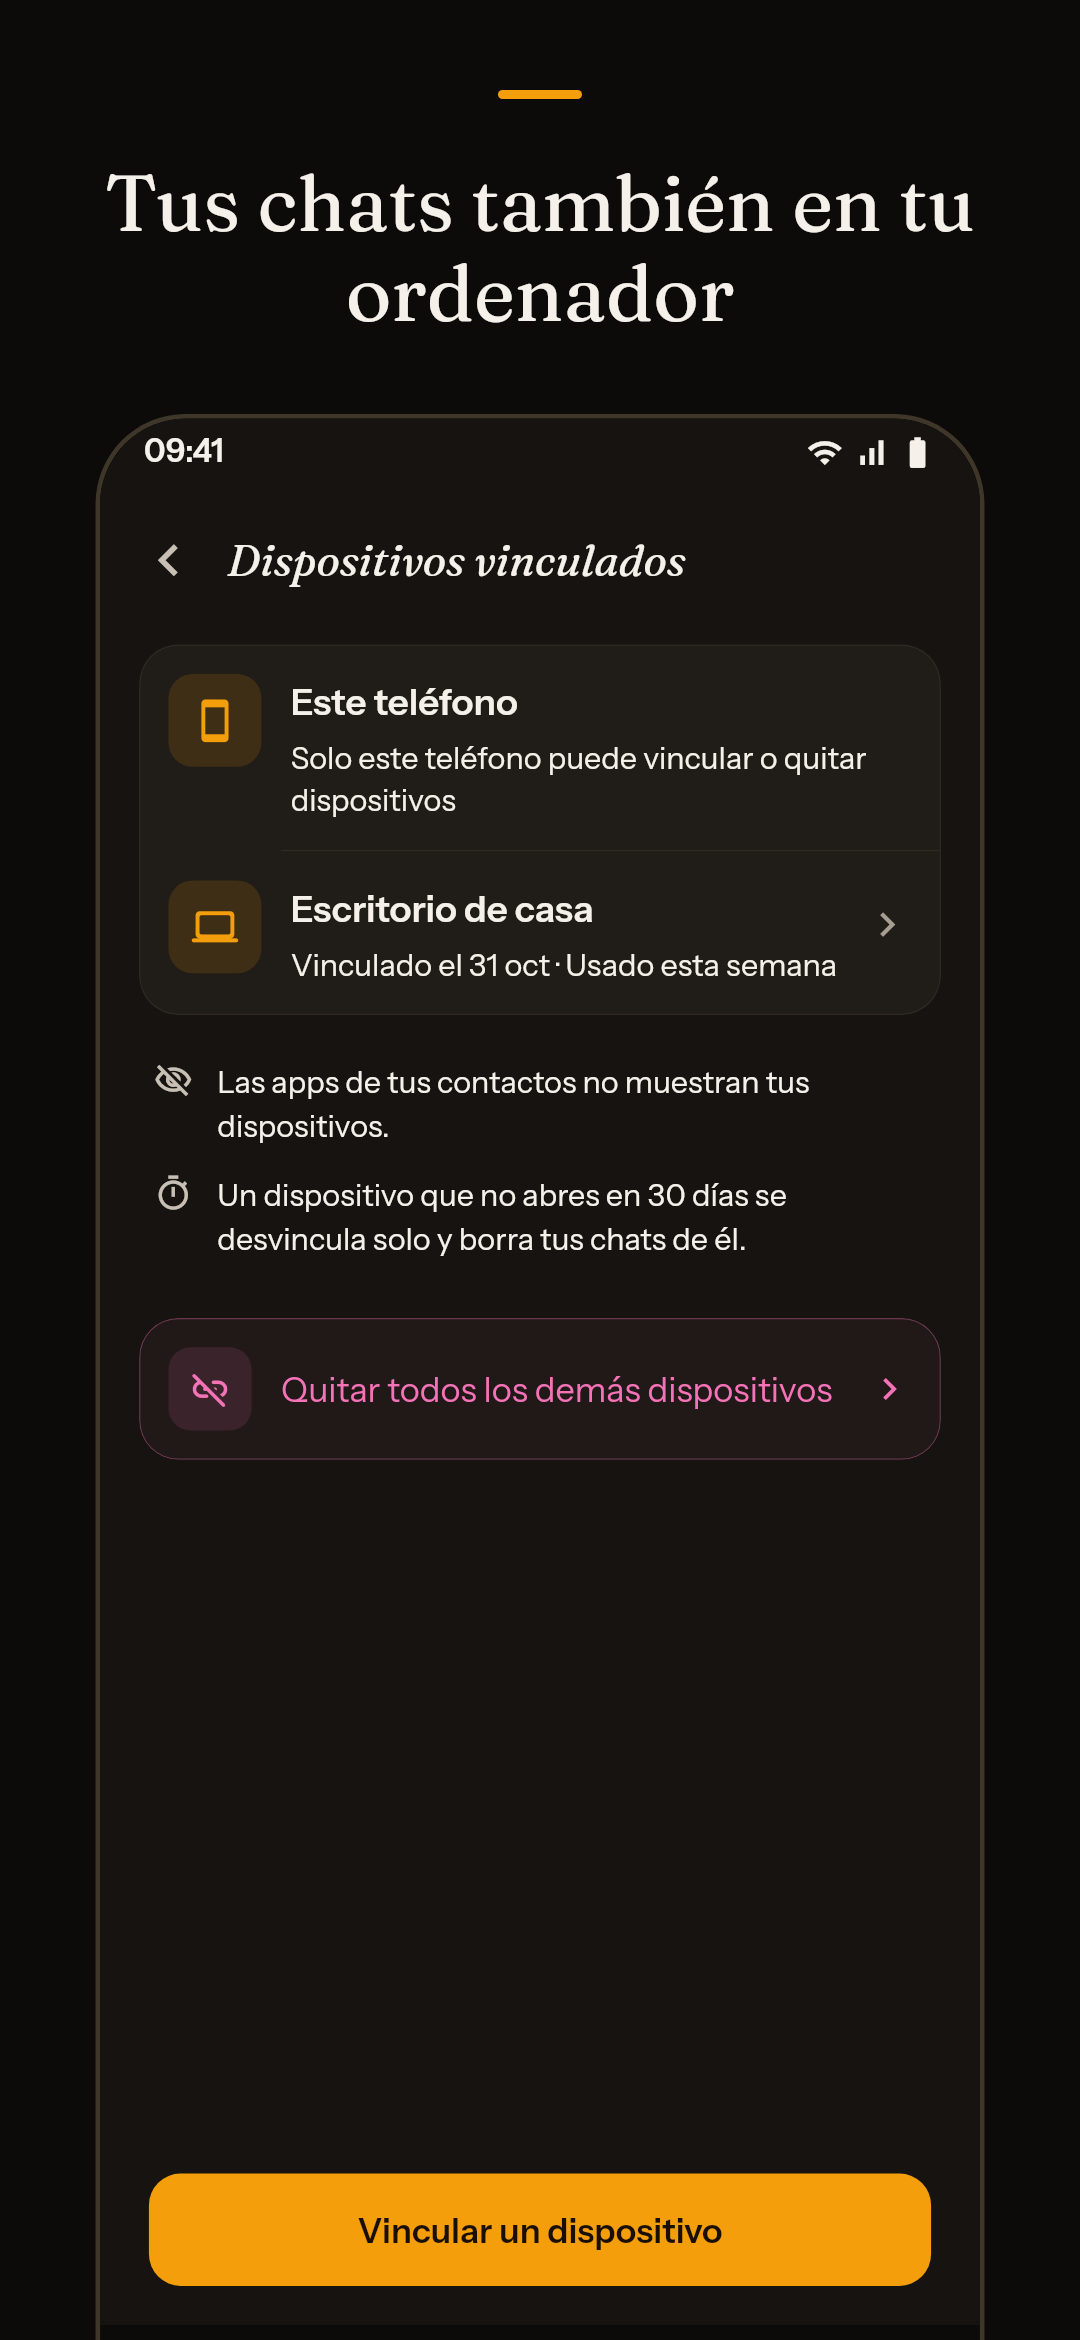 Tus chats también en tu
ordenador
09:41
Dispositivos vinculados
Este teléfono
Solo este teléfono puede vincular o quitar
dispositivos
Escritorio de casa
Vinculado el 31 oct · Usado esta semana
Las apps de tus contactos no muestran tus
dispositivos.
Un dispositivo que no abres en 30 días se
desvincula solo y borra tus chats de él.
Quitar todos los demás dispositivos
Vincular un dispositivo